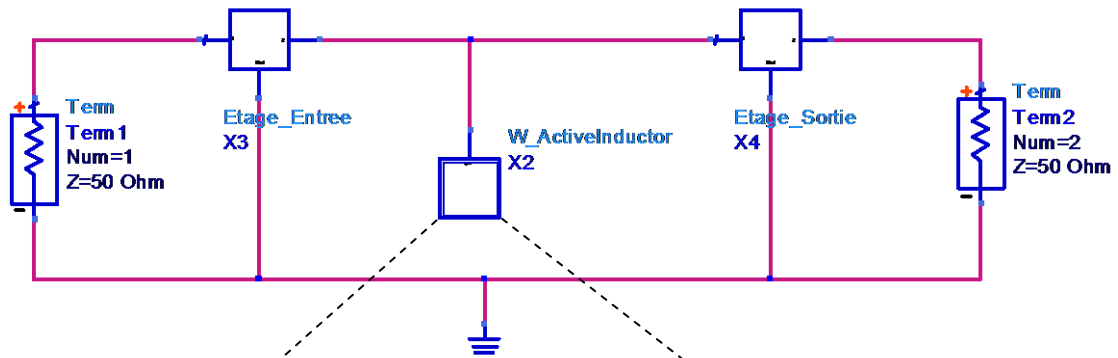 Term
Term1
Num=1
Z=50 Ohm
Etage_Entree
X3
W_ActiveInductor
X2
Etage_Sortie
X4
Term
Term2
Num=2
Z=50 Ohm